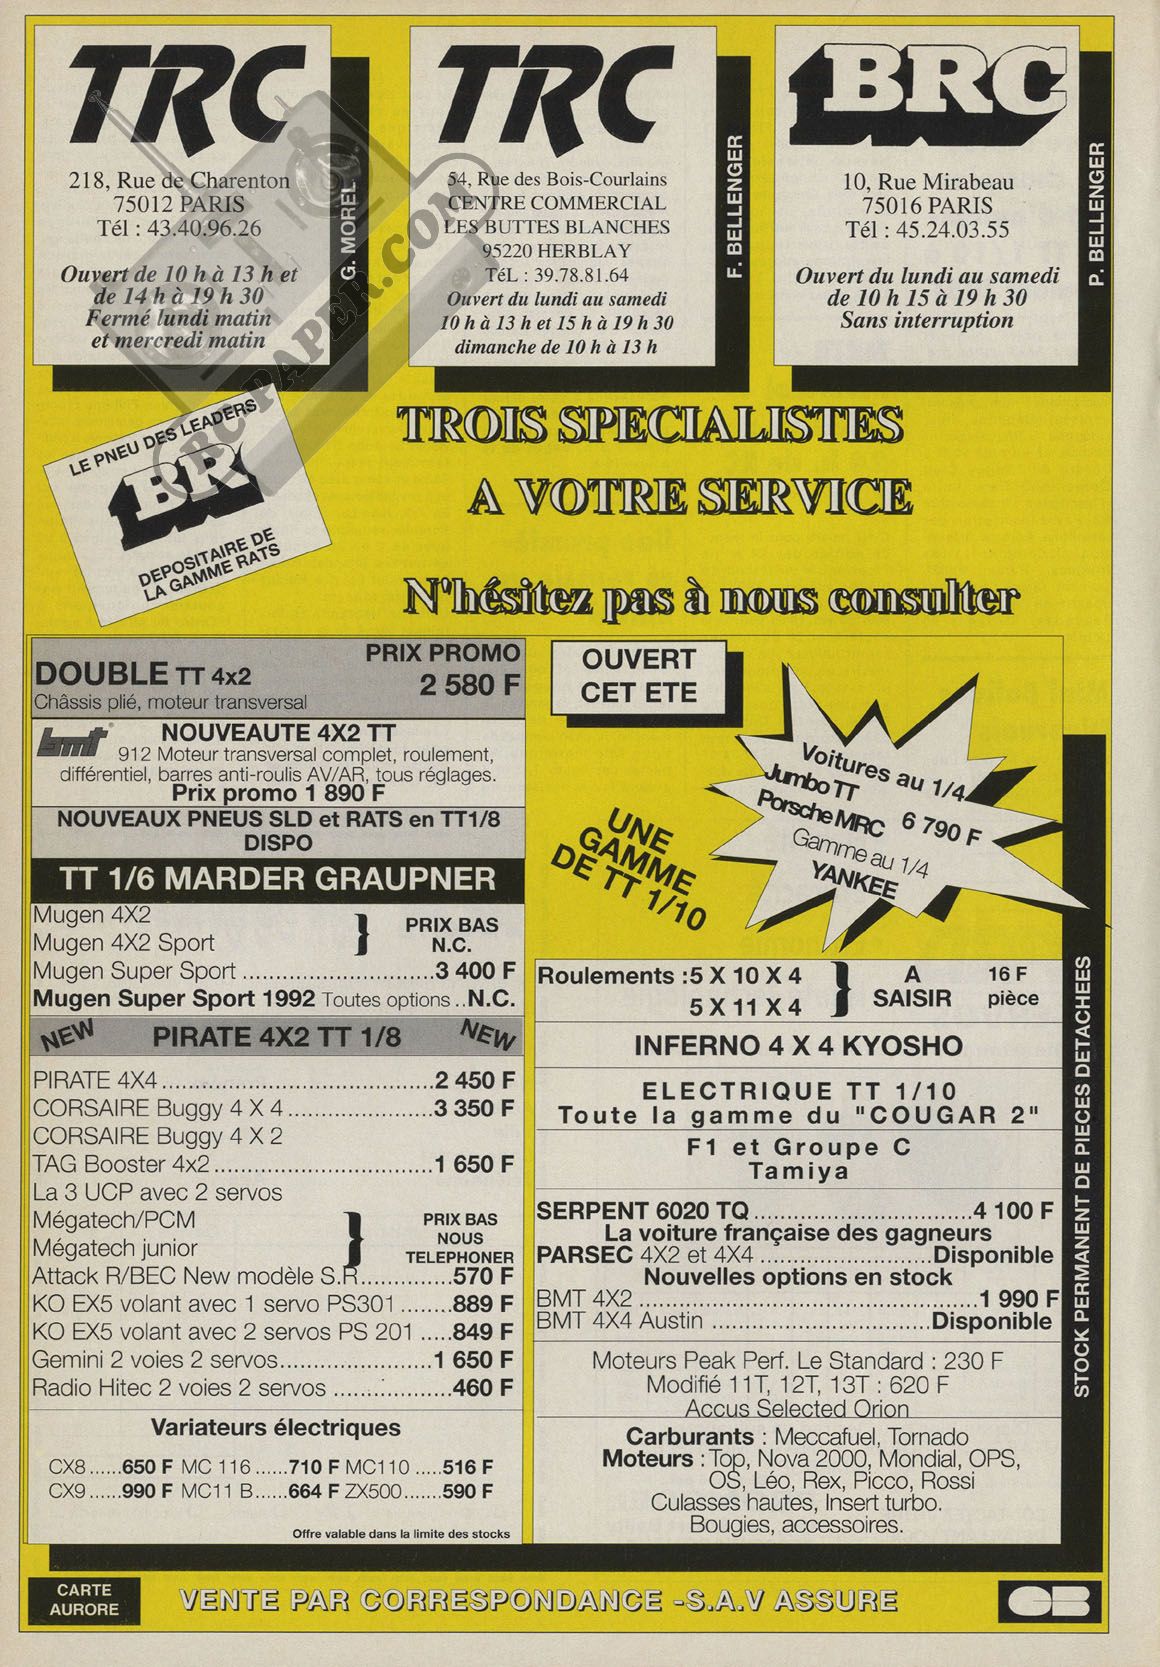 TRC
218, Rue de Charenton
75012 PARIS
Tél : 43.40.96.26
Ouvert de 10 h à 13 h et
de 14 h à 19 h 30
Fermé lundi matin
et mercredi matin
G. MOREL
TRC
54, Rue des Bois-Courlains
CENTRE COMMERCIAL
LES BUTTES BLANCHES
95220 HERBLAY
TéL : 39.78.81.64
Ouvert du lundi au samedi
10 h à 13 h et 15 h à 19 h 30
dimanche de 10 h à 13 h
F. BELLENGER
BRC
10, Rue Mirabeau
75016 PARIS
Tél : 45.24.03.55
Ouvert du lundi au samedi
de 10 h 15 à 19 h 30
Sans interruption
P. BELLENGER
RC-PAPER.COM
LE PNEU DES LEADERS
BR
DEPOSITAIRE DE
LA GAMME RATS
TROIS SPECIALISTES
A VOTRE SERVICE
N'hésitez pas à nous consulter
DOUBLE TT 4x2 PRIX PROMO
2 580 F
Châssis plié, moteur transversal
bmt NOUVEAUTE 4X2 TT
912 Moteur transversal complet, roulement,
différentiel, barres anti-roulis AV/AR, tous réglages.
Prix promo 1 890 F
NOUVEAUX PNEUS SLD et RATS en TT1/8
DISPO
TT 1/6 MARDER GRAUPNER
Mugen 4X2
Mugen 4X2 Sport
} PRIX BAS
N.C.
Mugen Super Sport ........................3 400 F
Mugen Super Sport 1992 Toutes options ..N.C.
NEW PIRATE 4X2 TT 1/8 NEW
PIRATE 4X4.................................2 450 F
CORSAIRE Buggy 4 X 4..................3 350 F
CORSAIRE Buggy 4 X 2
TAG Booster 4x2...........................1 650 F
La 3 UCP avec 2 servos
Mégatech/PCM
Mégatech junior
} PRIX BAS
NOUS
TELEPHONER
Attack R/BEC New modèle S.R...........570 F
KO EX5 volant avec 1 servo PS301 ......889 F
KO EX5 volant avec 2 servos PS 201 ....849 F
Gemini 2 voies 2 servos...................1 650 F
Radio Hitec 2 voies 2 servos ..............460 F
Variateurs électriques
CX8......650 F MC 116......710 F MC110 .....516 F
CX9......990 F MC11 B......664 F ZX500.......590 F
Offre valable dans la limite des stocks
OUVERT
CET ETE
Voitures au 1/4
Jumbo TT
Porsche MRC 6 790 F
Gamme au 1/4
YANKEE
UNE
GAMME
DE TT 1/10
Roulements :5 X 10 X 4
5 X 11 X 4
} A
SAISIR
16 F
pièce
INFERNO 4 X 4 KYOSHO
ELECTRIQUE TT 1/10
Toute la gamme du "COUGAR 2"
F1 et Groupe C
Tamiya
SERPENT 6020 TQ...............................4 100 F
La voiture française des gagneurs
PARSEC 4X2 et 4X4 ........................Disponible
Nouvelles options en stock
BMT 4X2 ...............................................1 990 F
BMT 4X4 Austin ..............................Disponible
Moteurs Peak Perf. Le Standard : 230 F
Modifié 11T, 12T, 13T : 620 F
Accus Selected Orion
Carburants : Meccafuel, Tornado
Moteurs : Top, Nova 2000, Mondial, OPS,
OS, Léo, Rex, Picco, Rossi
Culasses hautes, Insert turbo.
Bougies, accessoires.
STOCK PERMANENT DE PIECES DETACHEES
CARTE
AURORE
VENTE PAR CORRESPONDANCE -S.A.V ASSURE
CB